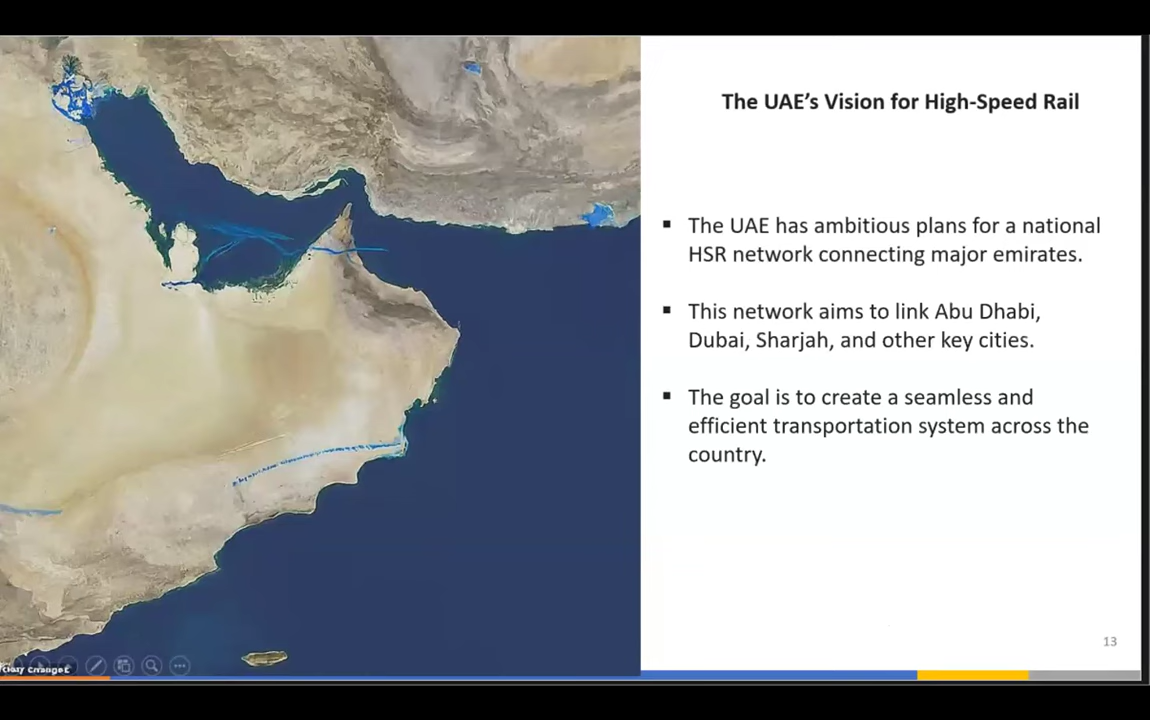 The UAE’s Vision for High-Speed Rail
▪ The UAE has ambitious plans for a national
HSR network connecting major emirates.
▪ This network aims to link Abu Dhabi,
Dubai, Sharjah, and other key cities.
▪ The goal is to create a seamless and
efficient transportation system across the
country.
13